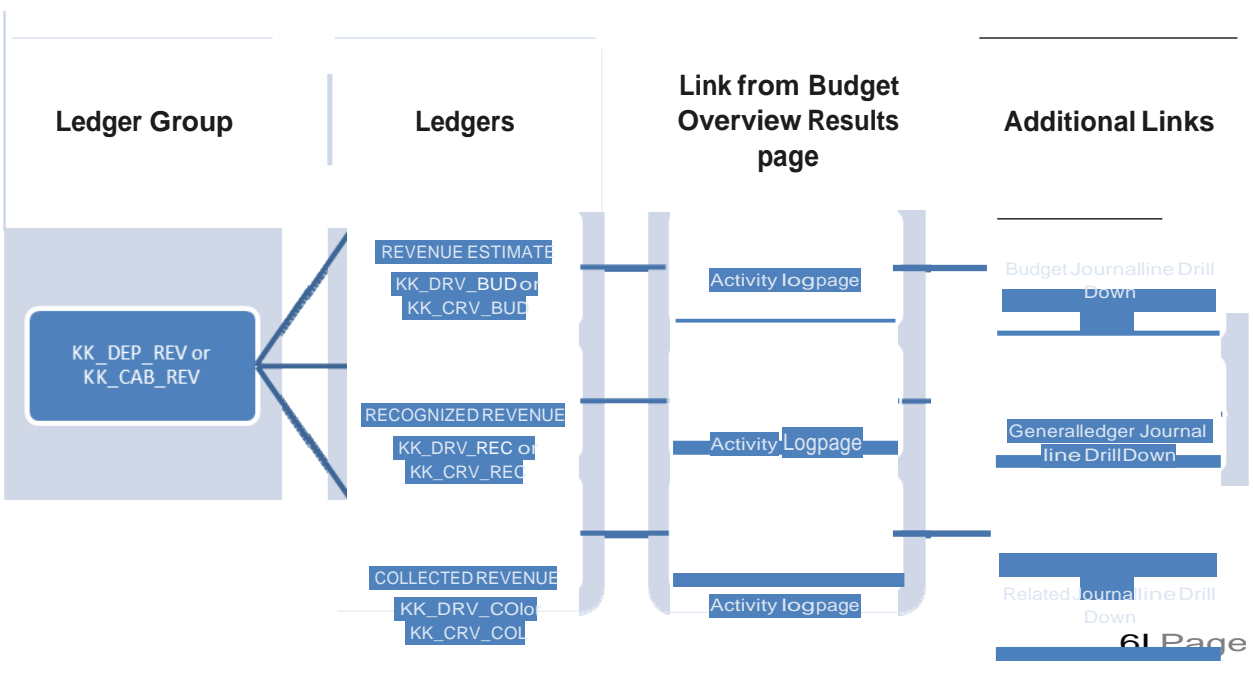 Ledger Group
Ledgers
Link from Budget
Overview Results
page
Additional Links
KK_DEP_REV or
KK_CAB_REV
REVENUE ESTIMATE
KK_DRV_BUD or
KK_CRV_BUD
Activity logpage
Budget Journalline Drill
Down
RECOGNIZED REVENUE
KK_DRV_REC or
KK_CRV_REC
Activity Logpage
Generalledger Journal
line DrillDown
COLLECTED REVENUE
KK_DRV_COlor
KK_CRV_COL
Activity logpage
Related Journalline Drill
Down
6I Page